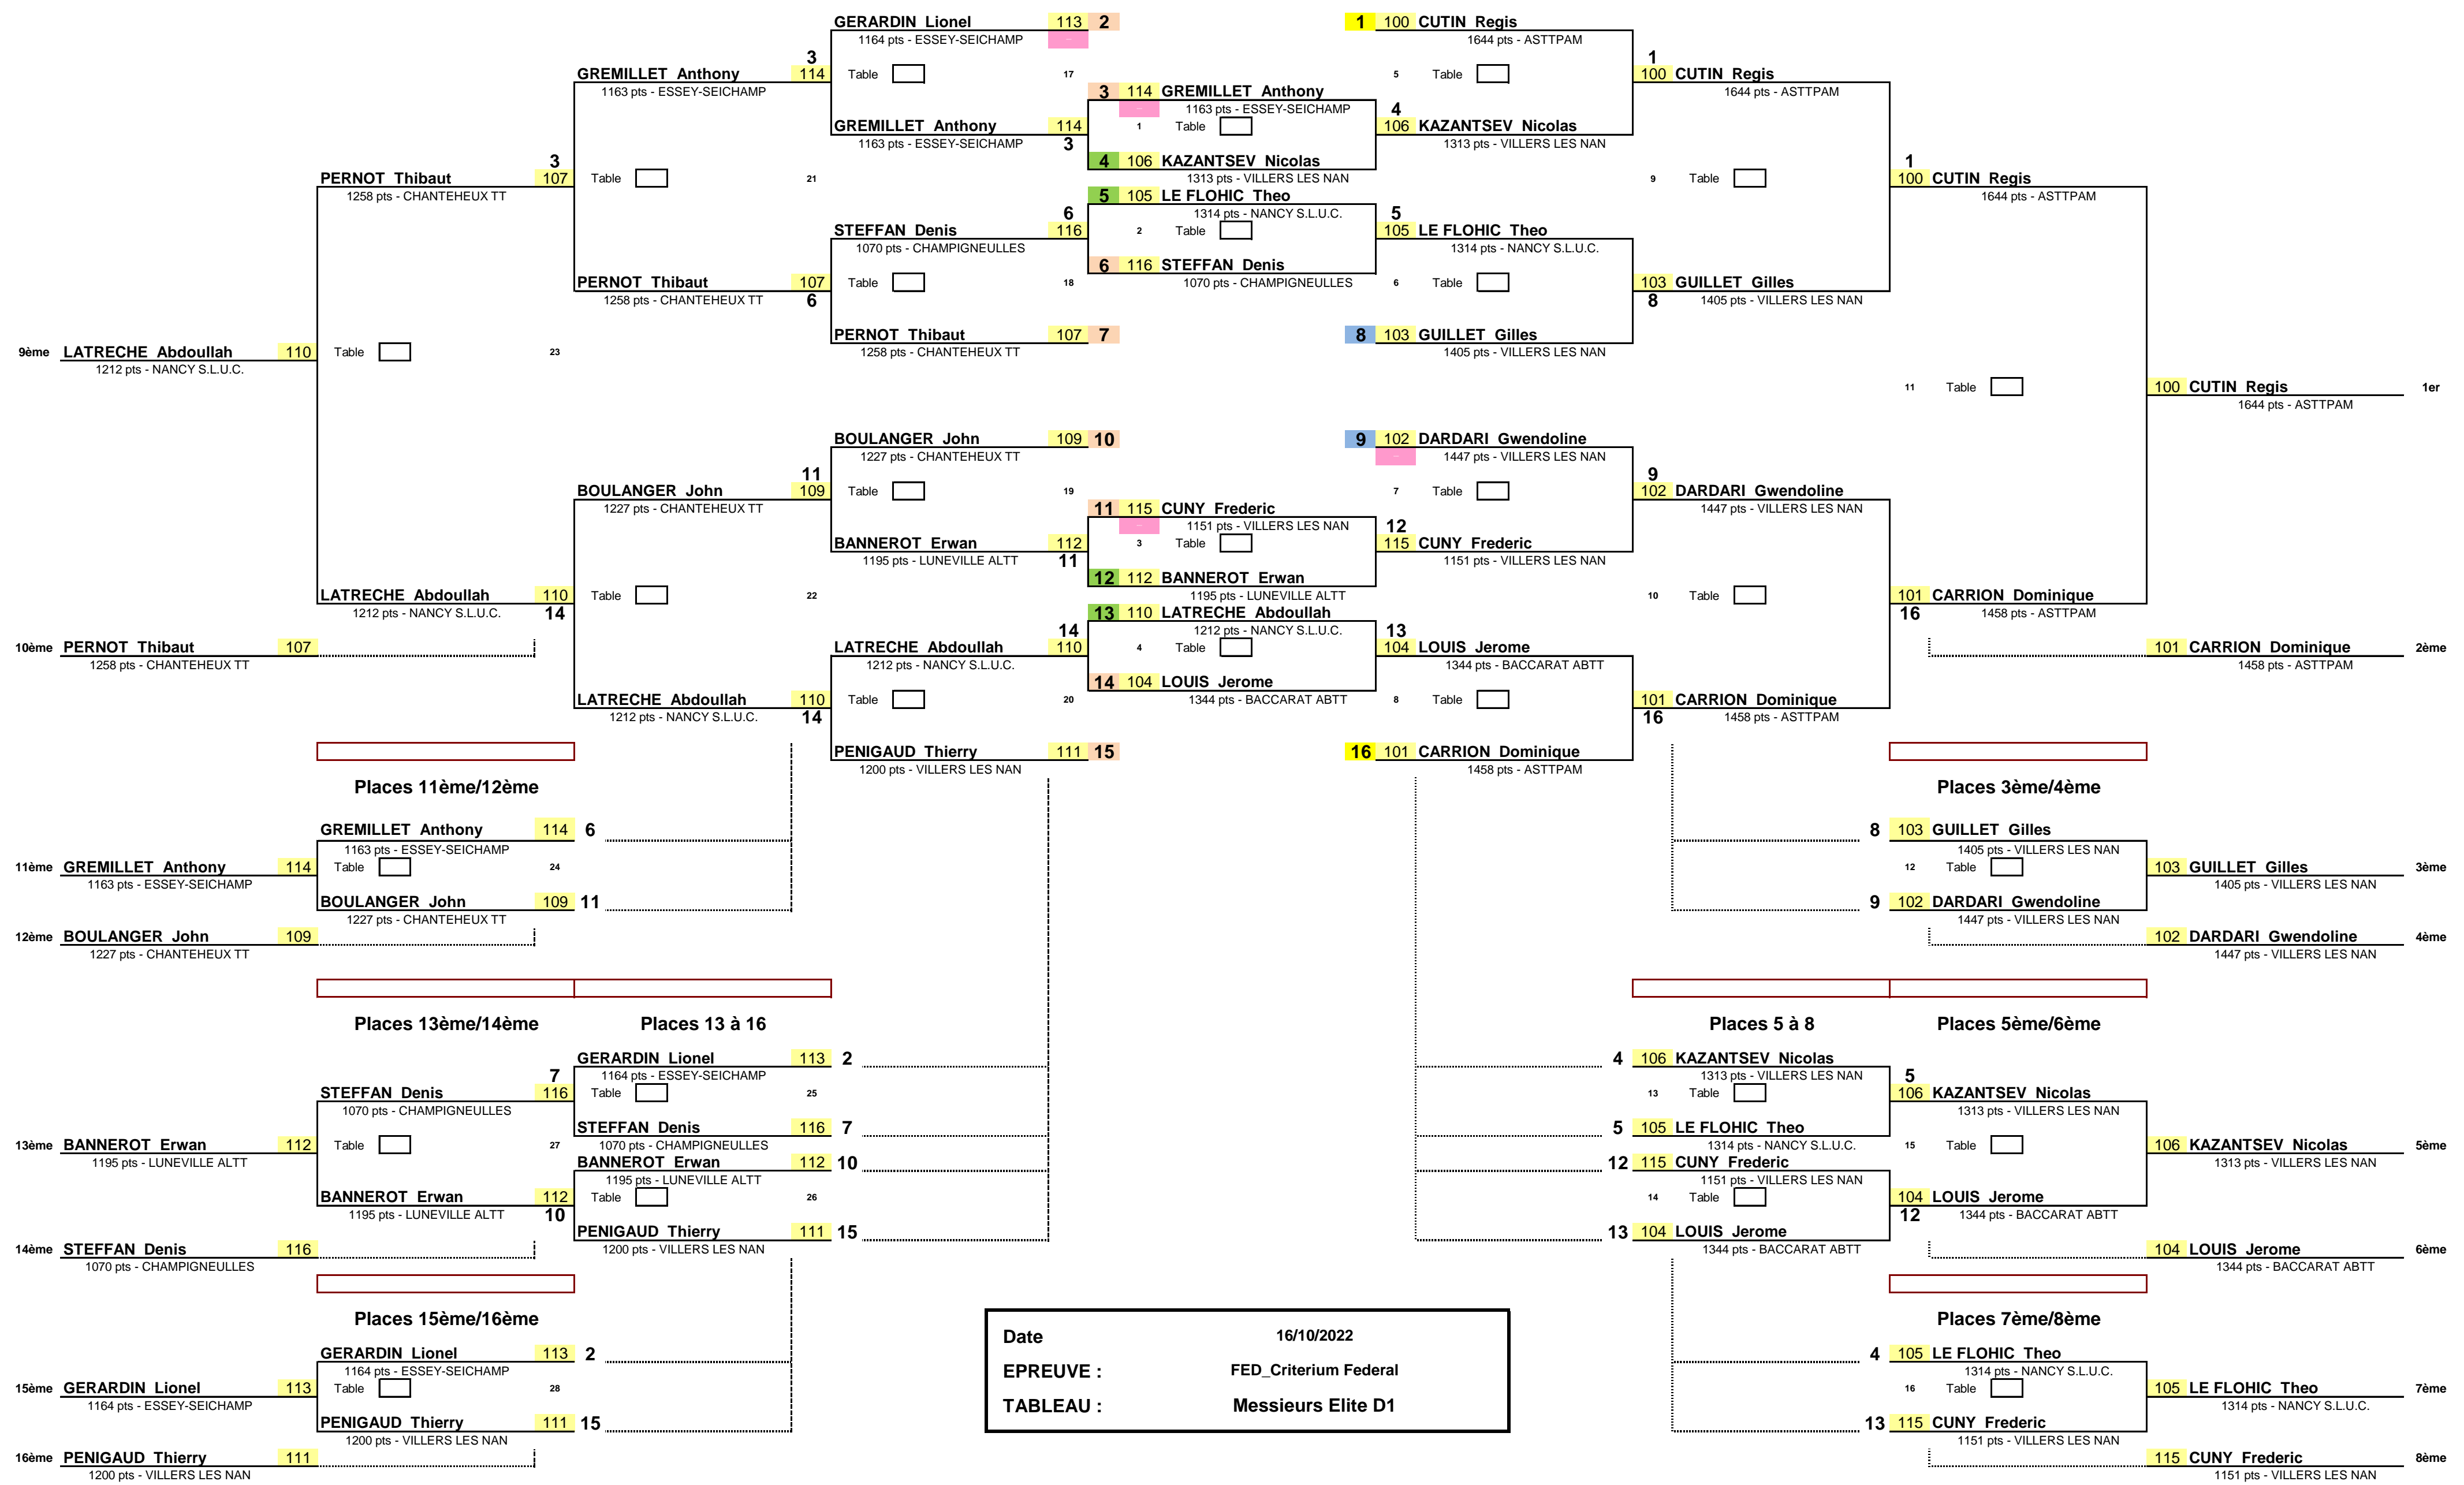 GERARDIN Lionel 113 2 1 100 CUTIN Regis
1164 pts - ESSEY-SEICHAMP 1644 pts - ASTTPAM
3 1
GREMILLET Anthony 114 Table 17 5 Table 100 CUTIN Regis
1163 pts - ESSEY-SEICHAMP 3 114 GREMILLET Anthony 1644 pts - ASTTPAM
1163 pts - ESSEY-SEICHAMP 4
GREMILLET Anthony 114 1 Table 106 KAZANTSEV Nicolas
1163 pts - ESSEY-SEICHAMP 3 1313 pts - VILLERS LES NAN
3 4 106 KAZANTSEV Nicolas 1
PERNOT Thibaut 107 Table 21 1313 pts - VILLERS LES NAN 9 Table 100 CUTIN Regis
1258 pts - CHANTEHEUX TT 5 105 LE FLOHIC Theo 1644 pts - ASTTPAM
6 1314 pts - NANCY S.L.U.C. 5
STEFFAN Denis 116 2 Table 105 LE FLOHIC Theo
1070 pts - CHAMPIGNEULLES 1314 pts - NANCY S.L.U.C.
6 116 STEFFAN Denis
PERNOT Thibaut 107 Table 18 1070 pts - CHAMPIGNEULLES 6 Table 103 GUILLET Gilles
1258 pts - CHANTEHEUX TT 6 8 1405 pts - VILLERS LES NAN
PERNOT Thibaut 107 7 8 103 GUILLET Gilles
9ème LATRECHE Abdoullah 110 Table 23 1258 pts - CHANTEHEUX TT 1405 pts - VILLERS LES NAN
1212 pts - NANCY S.L.U.C.
11 Table 100 CUTIN Regis 1er
1644 pts - ASTTPAM
BOULANGER John 109 10 9 102 DARDARI Gwendoline
1227 pts - CHANTEHEUX TT 1447 pts - VILLERS LES NAN
11 9
BOULANGER John 109 Table 19 7 Table 102 DARDARI Gwendoline
1227 pts - CHANTEHEUX TT 11 115 CUNY Frederic 1447 pts - VILLERS LES NAN
1151 pts - VILLERS LES NAN 12
BANNEROT Erwan 112 3 Table 115 CUNY Frederic
1195 pts - LUNEVILLE ALTT 11 1151 pts - VILLERS LES NAN
12 112 BANNEROT Erwan
LATRECHE Abdoullah 110 Table 22 1195 pts - LUNEVILLE ALTT 10 Table 101 CARRION Dominique
1212 pts - NANCY S.L.U.C. 14 13 110 LATRECHE Abdoullah 16 1458 pts - ASTTPAM
14 1212 pts - NANCY S.L.U.C. 13
10ème PERNOT Thibaut 107 LATRECHE Abdoullah 110 4 Table 104 LOUIS Jerome 101 CARRION Dominique 2ème
1258 pts - CHANTEHEUX TT 1212 pts - NANCY S.L.U.C. 1344 pts - BACCARAT ABTT 1458 pts - ASTTPAM
14 104 LOUIS Jerome
LATRECHE Abdoullah 110 Table 20 1344 pts - BACCARAT ABTT 8 Table 101 CARRION Dominique
1212 pts - NANCY S.L.U.C. 14 16 1458 pts - ASTTPAM
PENIGAUD Thierry 111 15 16 101 CARRION Dominique
1200 pts - VILLERS LES NAN 1458 pts - ASTTPAM
Places 11ème/12ème Places 3ème/4ème
GREMILLET Anthony 114 6 8 103 GUILLET Gilles
1163 pts - ESSEY-SEICHAMP 1405 pts - VILLERS LES NAN
11ème GREMILLET Anthony 114 Table 24 12 Table 103 GUILLET Gilles 3ème
1163 pts - ESSEY-SEICHAMP 1405 pts - VILLERS LES NAN
BOULANGER John 109 11 9 102 DARDARI Gwendoline
1227 pts - CHANTEHEUX TT 1447 pts - VILLERS LES NAN
12ème BOULANGER John 109 102 DARDARI Gwendoline 4ème
1227 pts - CHANTEHEUX TT 1447 pts - VILLERS LES NAN
Places 13ème/14ème Places 13 à 16 Places 5 à 8 Places 5ème/6ème
GERARDIN Lionel 113 2 4 106 KAZANTSEV Nicolas
7 1164 pts - ESSEY-SEICHAMP 1313 pts - VILLERS LES NAN 5
STEFFAN Denis 116 Table 25 13 Table 106 KAZANTSEV Nicolas
1070 pts - CHAMPIGNEULLES 1313 pts - VILLERS LES NAN
STEFFAN Denis 116 7 5 105 LE FLOHIC Theo
13ème BANNEROT Erwan 112 Table 27 1070 pts - CHAMPIGNEULLES 1314 pts - NANCY S.L.U.C. 15 Table 106 KAZANTSEV Nicolas 5ème
1195 pts - LUNEVILLE ALTT BANNEROT Erwan 112 10 12 115 CUNY Frederic 1313 pts - VILLERS LES NAN
1195 pts - LUNEVILLE ALTT 1151 pts - VILLERS LES NAN
BANNEROT Erwan 112 Table 26 14 Table 104 LOUIS Jerome
1195 pts - LUNEVILLE ALTT 10 12 1344 pts - BACCARAT ABTT
PENIGAUD Thierry 111 15 13 104 LOUIS Jerome
14ème STEFFAN Denis 116 1200 pts - VILLERS LES NAN 1344 pts - BACCARAT ABTT 104 LOUIS Jerome 6ème
1070 pts - CHAMPIGNEULLES 1344 pts - BACCARAT ABTT
Places 15ème/16ème Places 7ème/8ème
Date 16/10/2022
GERARDIN Lionel 113 2 4 105 LE FLOHIC Theo
1164 pts - ESSEY-SEICHAMP EPREUVE : FED_Criterium Federal 1314 pts - NANCY S.L.U.C.
15ème GERARDIN Lionel 113 Table 28 16 Table 105 LE FLOHIC Theo 7ème
1164 pts - ESSEY-SEICHAMP TABLEAU : Messieurs Elite D1 1314 pts - NANCY S.L.U.C.
PENIGAUD Thierry 111 15 13 115 CUNY Frederic
1200 pts - VILLERS LES NAN 1151 pts - VILLERS LES NAN
16ème PENIGAUD Thierry 111 115 CUNY Frederic 8ème
1200 pts - VILLERS LES NAN 1151 pts - VILLERS LES NAN